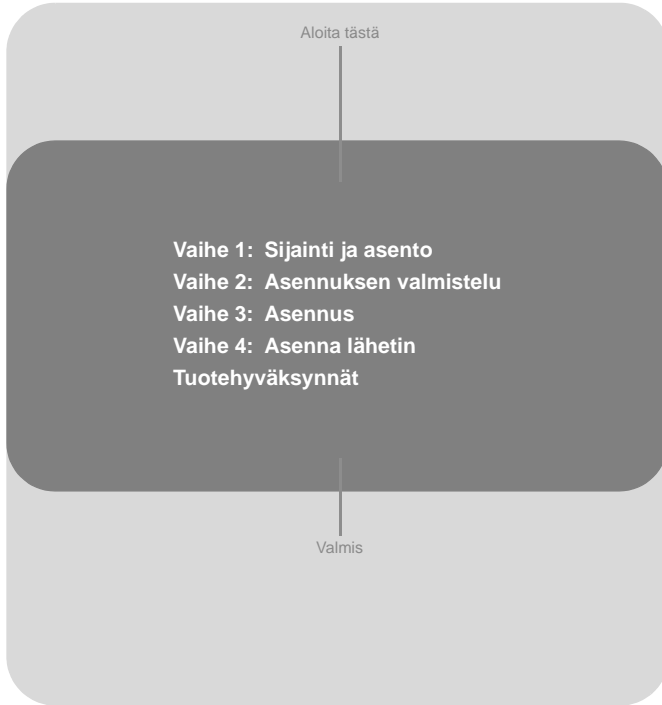 Aloita tästä
Vaihe 1: Sijainti ja asento
Vaihe 2: Asennuksen valmistelu
Vaihe 3: Asennus
Vaihe 4: Asenna lähetin
Tuotehyväksynnät
Valmis